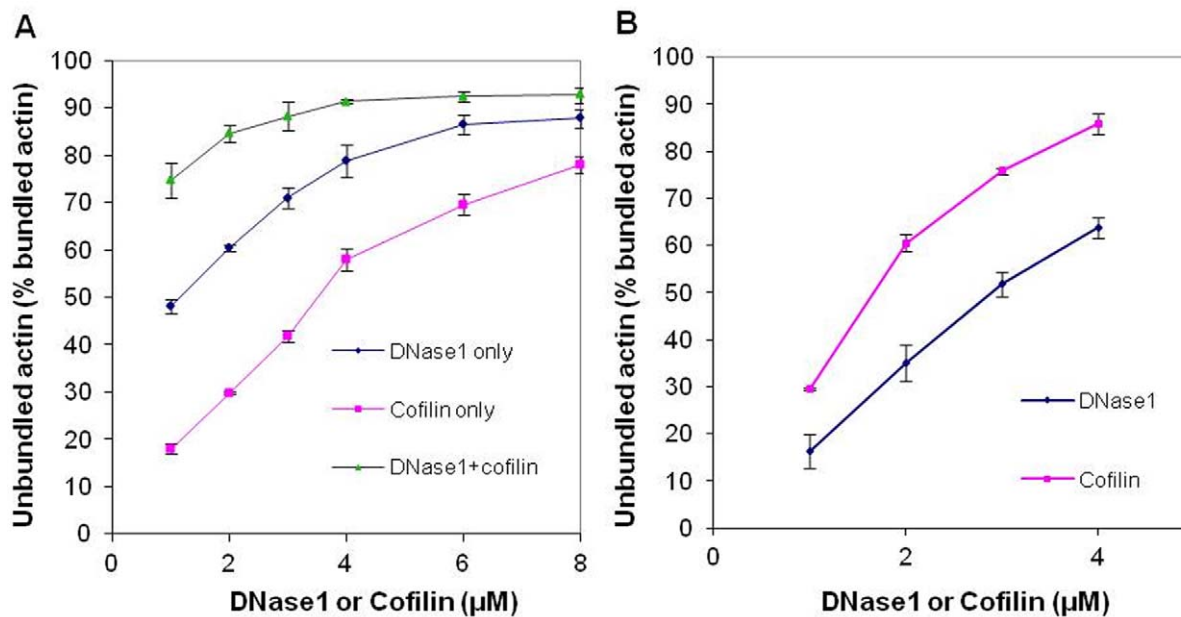 A
Unbundled actin (% bundled actin)
100
90
80
70
60
50
40
30
20
10
0
0 2 4 6 8
DNase1 or Cofilin (µM)
DNase1 only
Cofilin only
DNase1+cofilin
B
Unbundled actin (% bundled actin)
100
90
80
70
60
50
40
30
20
10
0
0 2 4
DNase1 or Cofilin (µM)
DNase1
Cofilin